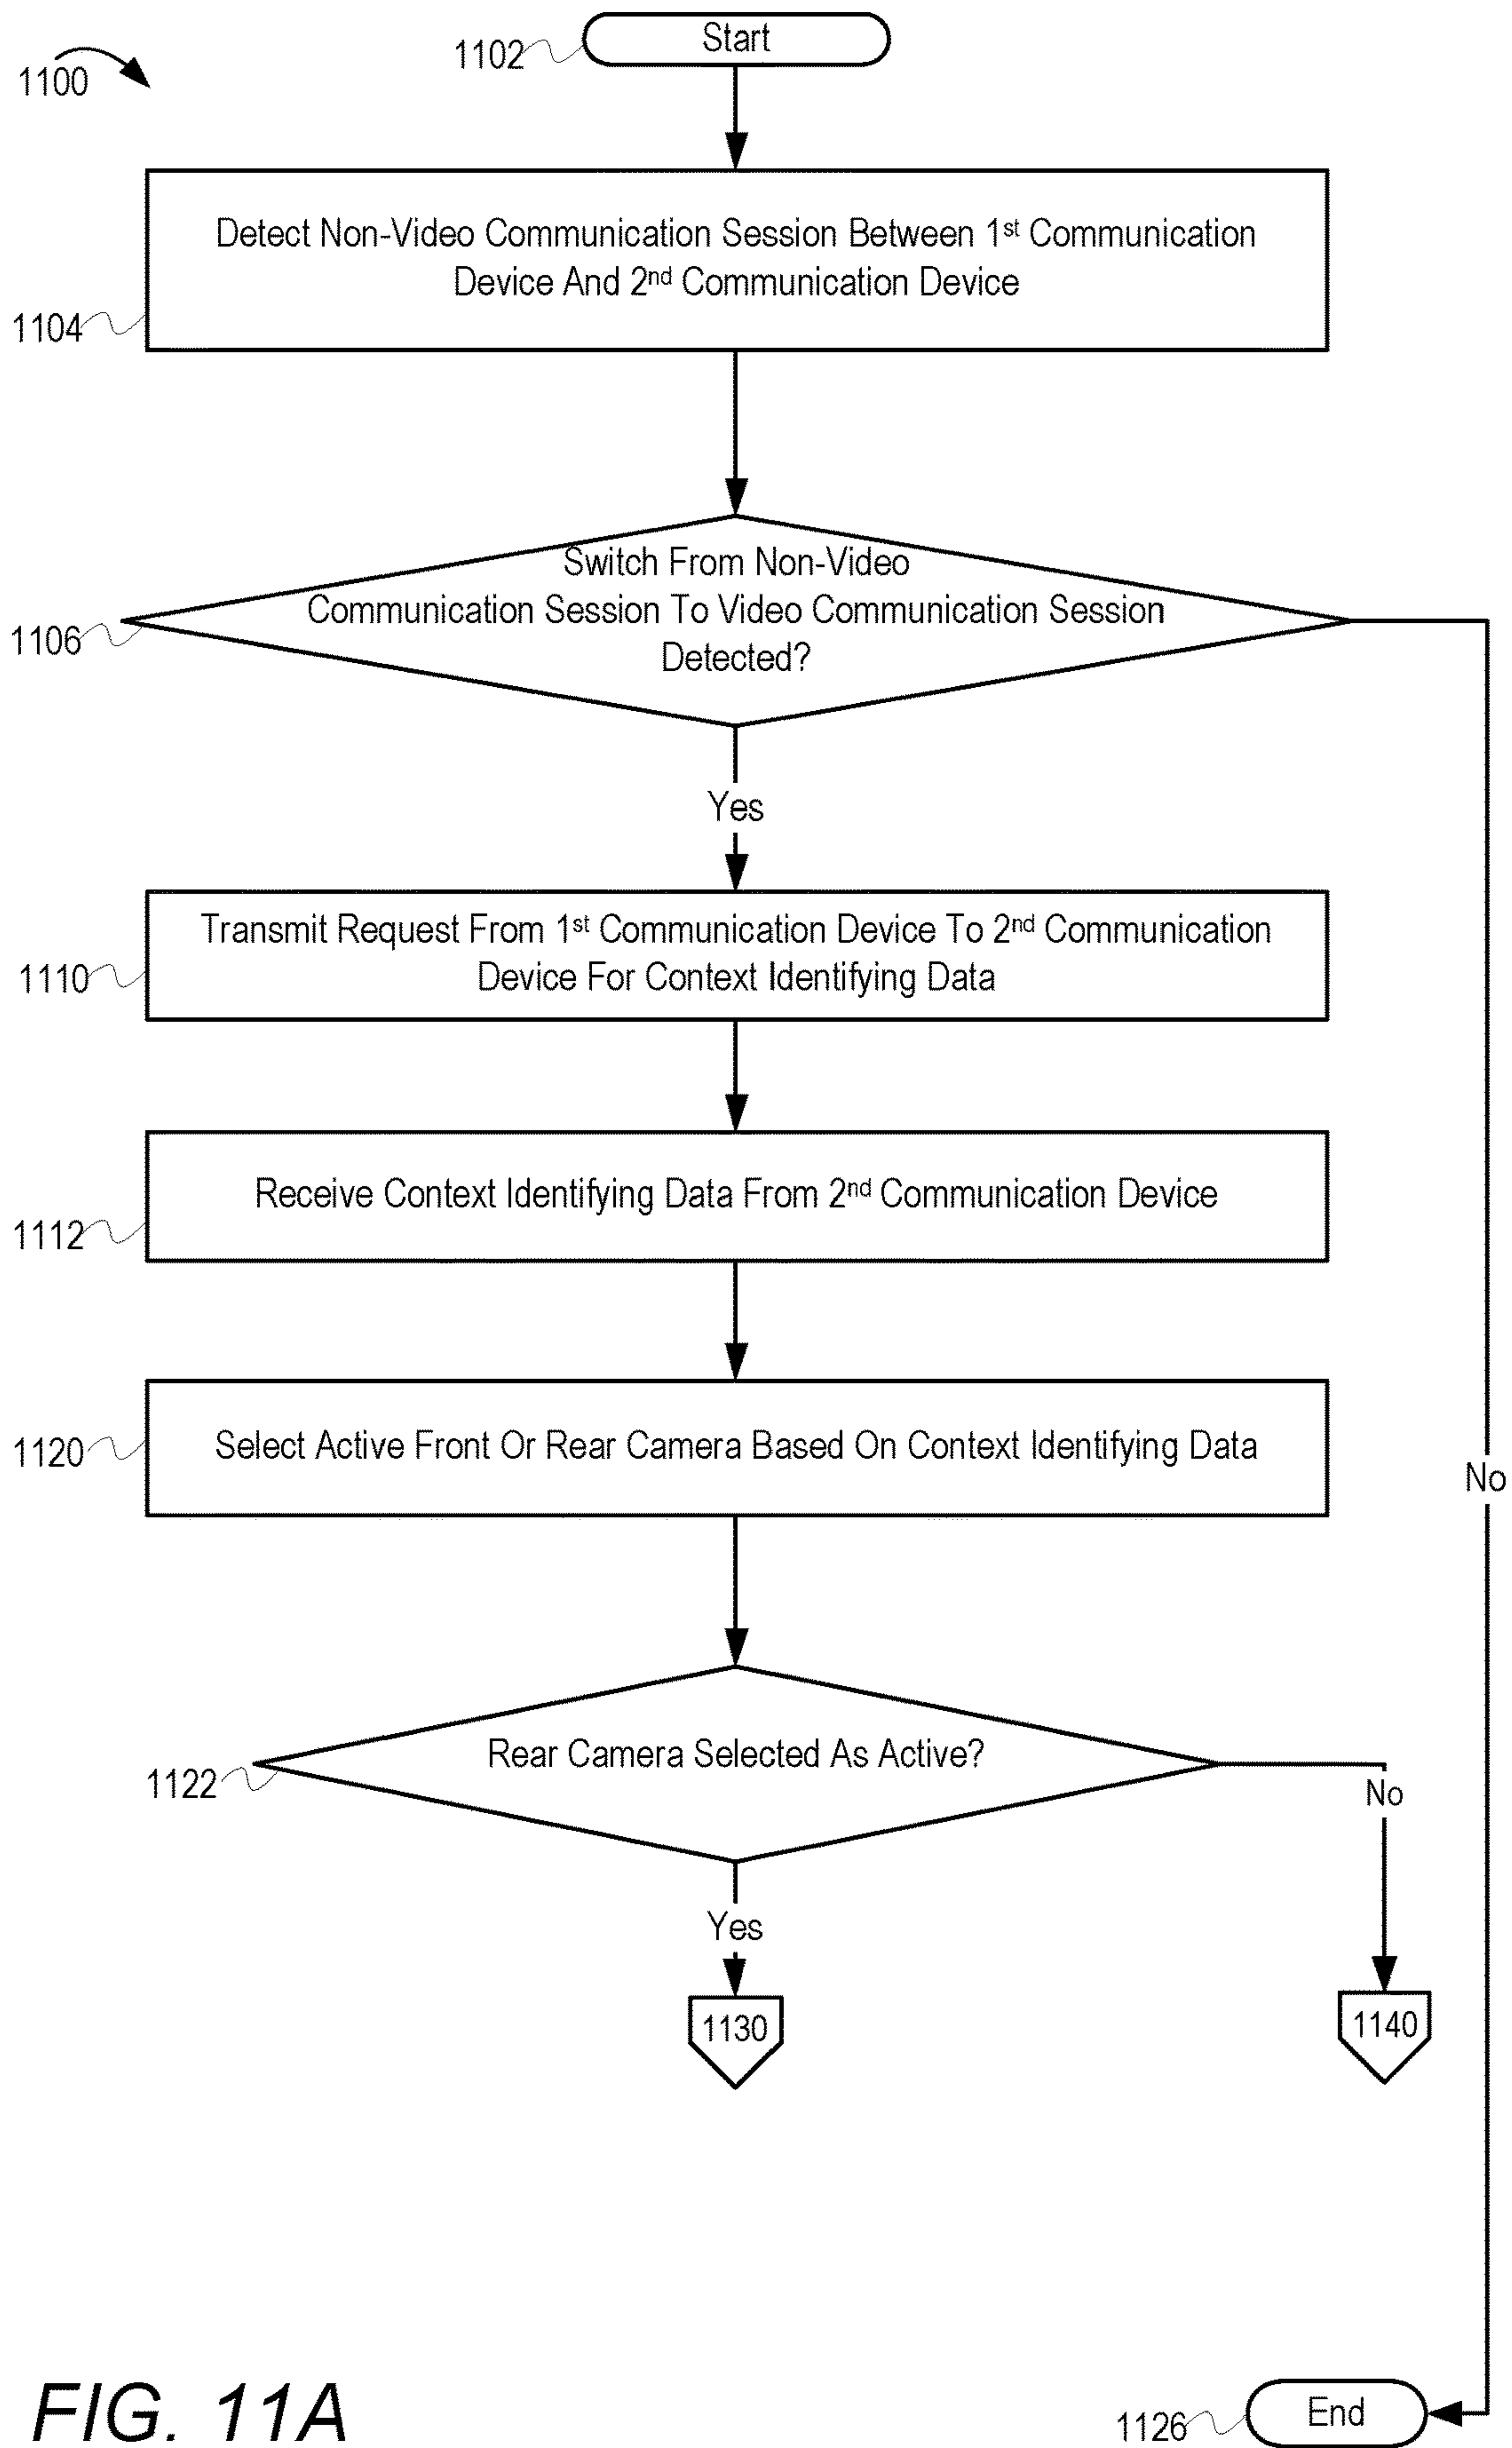 1100
1102
Start
Detect Non-Video Communication Session Between 1st Communication
Device And 2nd Communication Device
1104
Switch From Non-Video
Communication Session To Video Communication Session
Detected?
1106
Yes
Transmit Request From 1st Communication Device To 2nd Communication
Device For Context Identifying Data
1110
Receive Context Identifying Data From 2nd Communication Device
1112
Select Active Front Or Rear Camera Based On Context Identifying Data
1120
No
Rear Camera Selected As Active?
1122
No
Yes
1130
1140
FIG. 11A
1126
End